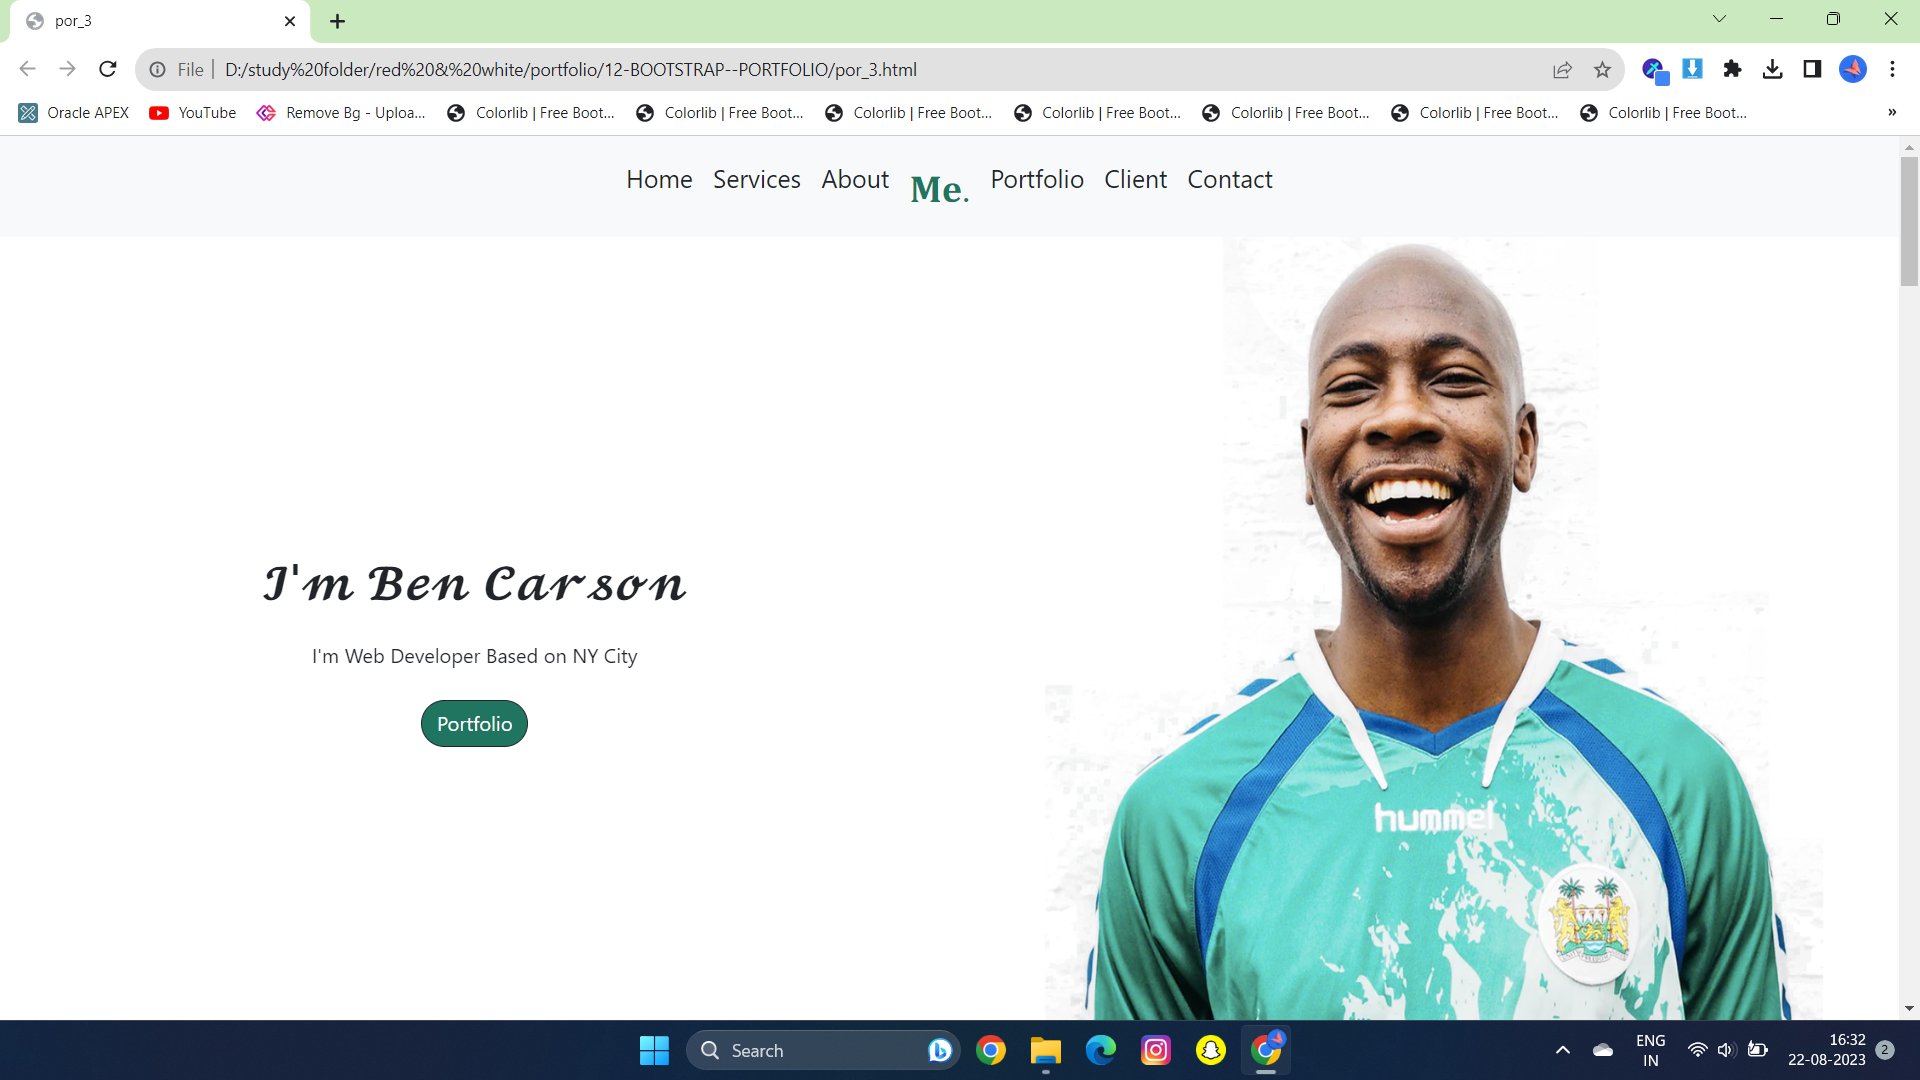 por_3
File | D:/study%20folder/red%20&%20white/portfolio/12-BOOTSTRAP--PORTFOLIO/por_3.html
Oracle APEX YouTube Remove Bg - Uploa... Colorlib | Free Boot... Colorlib | Free Boot... Colorlib | Free Boot... Colorlib | Free Boot... Colorlib | Free Boot... Colorlib | Free Boot... Colorlib | Free Boot... »
Home Services About Me. Portfolio Client Contact
I'm Ben Carson
I'm Web Developer Based on NY City
Portfolio
hummel
Search
ENG
IN
16:32
22-08-2023
2